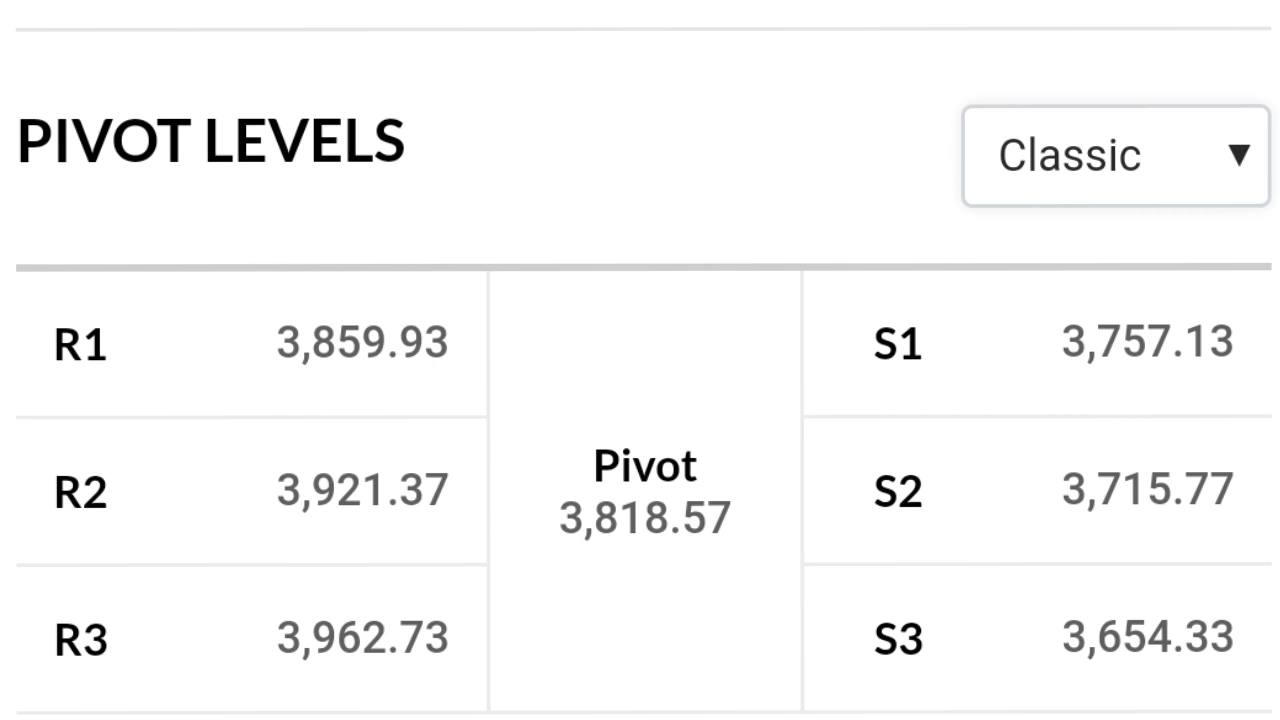 PIVOT LEVELS
Classic ▼
R1 3,859.93
R2 3,921.37
R3 3,962.73
Pivot
3,818.57
S1 3,757.13
S2 3,715.77
S3 3,654.33